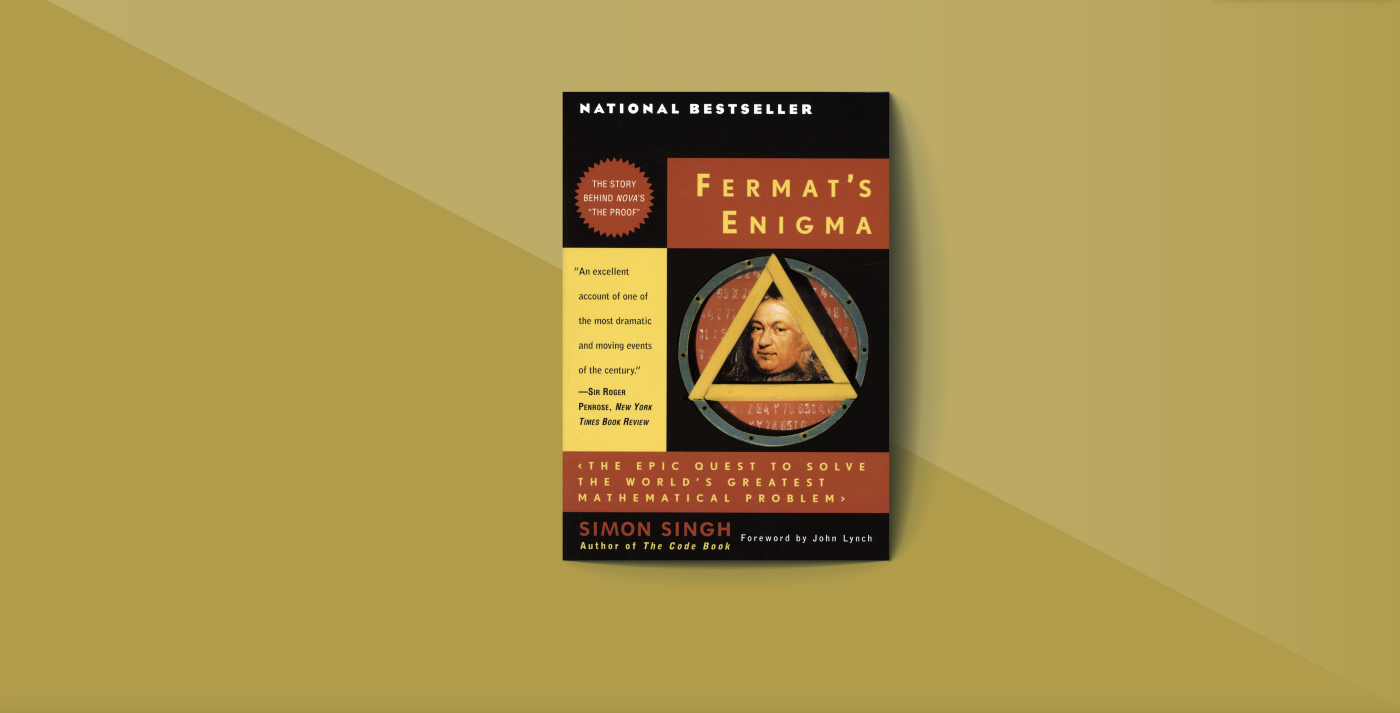 NATIONAL BESTSELLER
THE STORY
BEHIND NOVA'S
"THE PROOF"
FERMAT'S
ENIGMA
"An excellent
account of one of
the most dramatic
and moving events
of the century."
—SIR ROGER
PENROSE, NEW YORK
TIMES BOOK REVIEW
<THE EPIC QUEST TO SOLVE
THE WORLD'S GREATEST
MATHEMATICAL PROBLEM>
SIMON SINGH
Author of The Code Book
Foreword by John Lynch